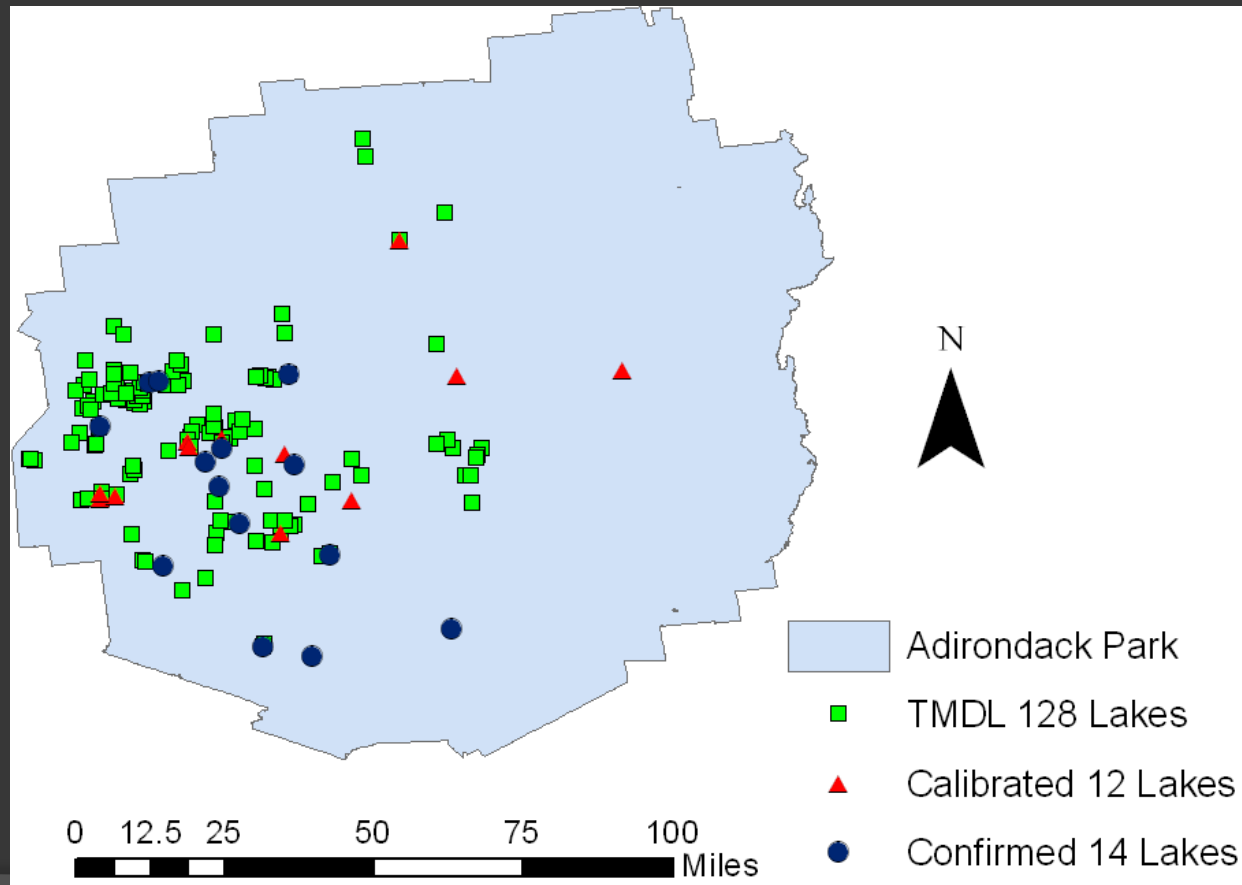 N
Adirondack Park
TMDL 128 Lakes
Calibrated 12 Lakes
Confirmed 14 Lakes
0 12.5 25 50 75 100
Miles